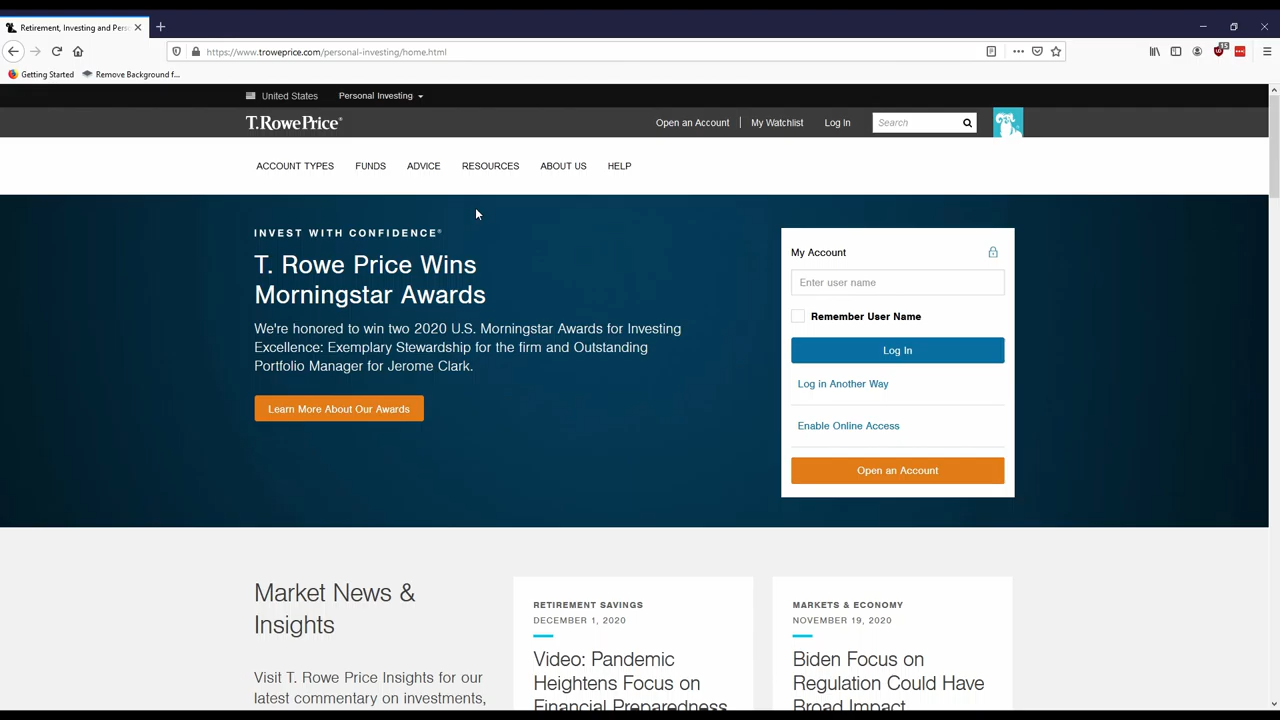 Retirement, Investing and Pers
https://www.troweprice.com/personal-investing/home.html
15
Getting Started
Remove Background f...
United States
Personal Investing
T.RowePrice®
Open an Account
My Watchlist
Log In
Search
ACCOUNT TYPES
FUNDS
ADVICE
RESOURCES
ABOUT US
HELP
INVEST WITH CONFIDENCE®
T. Rowe Price Wins
Morningstar Awards
We're honored to win two 2020 U.S. Morningstar Awards for Investing
Excellence: Exemplary Stewardship for the firm and Outstanding
Portfolio Manager for Jerome Clark.
Learn More About Our Awards
My Account
Enter user name
Remember User Name
Log In
Log in Another Way
Enable Online Access
Open an Account
Market News &
Insights
Visit T. Rowe Price Insights for our
latest commentary on investments,
RETIREMENT SAVINGS
DECEMBER 1, 2020
Video: Pandemic
Heightens Focus on
Financial Preparedness
MARKETS & ECONOMY
NOVEMBER 19, 2020
Biden Focus on
Regulation Could Have
Broad Impact